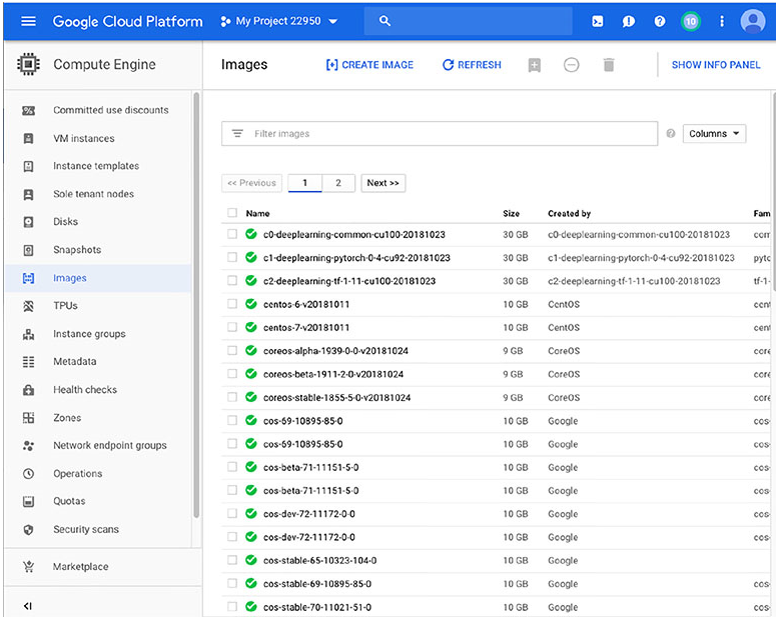 Google Cloud Platform My Project 22950 10
Compute Engine
Images CREATE IMAGE REFRESH SHOW INFO PANEL
Committed use discounts
VM instances
Instance templates
Sole tenant nodes
Disks
Snapshots
Images
TPUs
Instance groups
Metadata
Health checks
Zones
Network endpoint groups
Operations
Quotas
Security scans
Marketplace
Filter images Columns
<< Previous 1 2 Next >>
Name Size Created by Fam
c0-deeplearning-common-cu100-20181023 30 GB c0-deeplearning-common-cu100-20181023 com
c1-deeplearning-pytorch-0-4-cu92-20181023 30 GB c1-deeplearning-pytorch-0-4-cu92-20181023 pytc
c2-deeplearning-tf-1-11-cu100-20181023 30 GB c2-deeplearning-tf-1-11-cu100-20181023 tf-1-
centos-6-v20181011 10 GB CentOS cent
centos-7-v20181011 10 GB CentOS cent
coreos-alpha-1939-0-0-v20181024 9 GB CoreOS core
coreos-beta-1911-2-0-v20181024 9 GB CoreOS core
coreos-stable-1855-5-0-v20181024 9 GB CoreOS core
cos-69-10895-85-0 10 GB Google cos-
cos-69-10895-85-0 10 GB Google cos-
cos-beta-71-11151-5-0 10 GB Google cos-
cos-beta-71-11151-5-0 10 GB Google cos-
cos-dev-72-11172-0-0 10 GB Google cos-
cos-dev-72-11172-0-0 10 GB Google cos-
cos-stable-65-10323-104-0 10 GB Google cos-
cos-stable-69-10895-85-0 10 GB Google cos-
cos-stable-70-11021-51-0 10 GB Google cos-